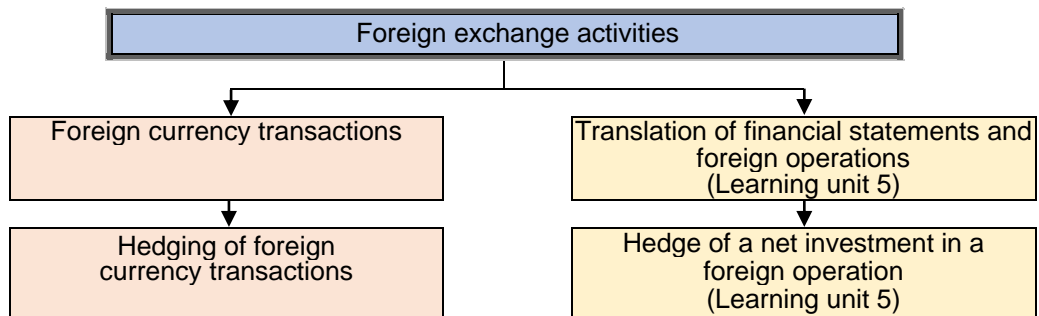 Foreign exchange activities
Foreign currency transactions
Translation of financial statements and
foreign operations
(Learning unit 5)
Hedging of foreign
currency transactions
Hedge of a net investment in a
foreign operation
(Learning unit 5)